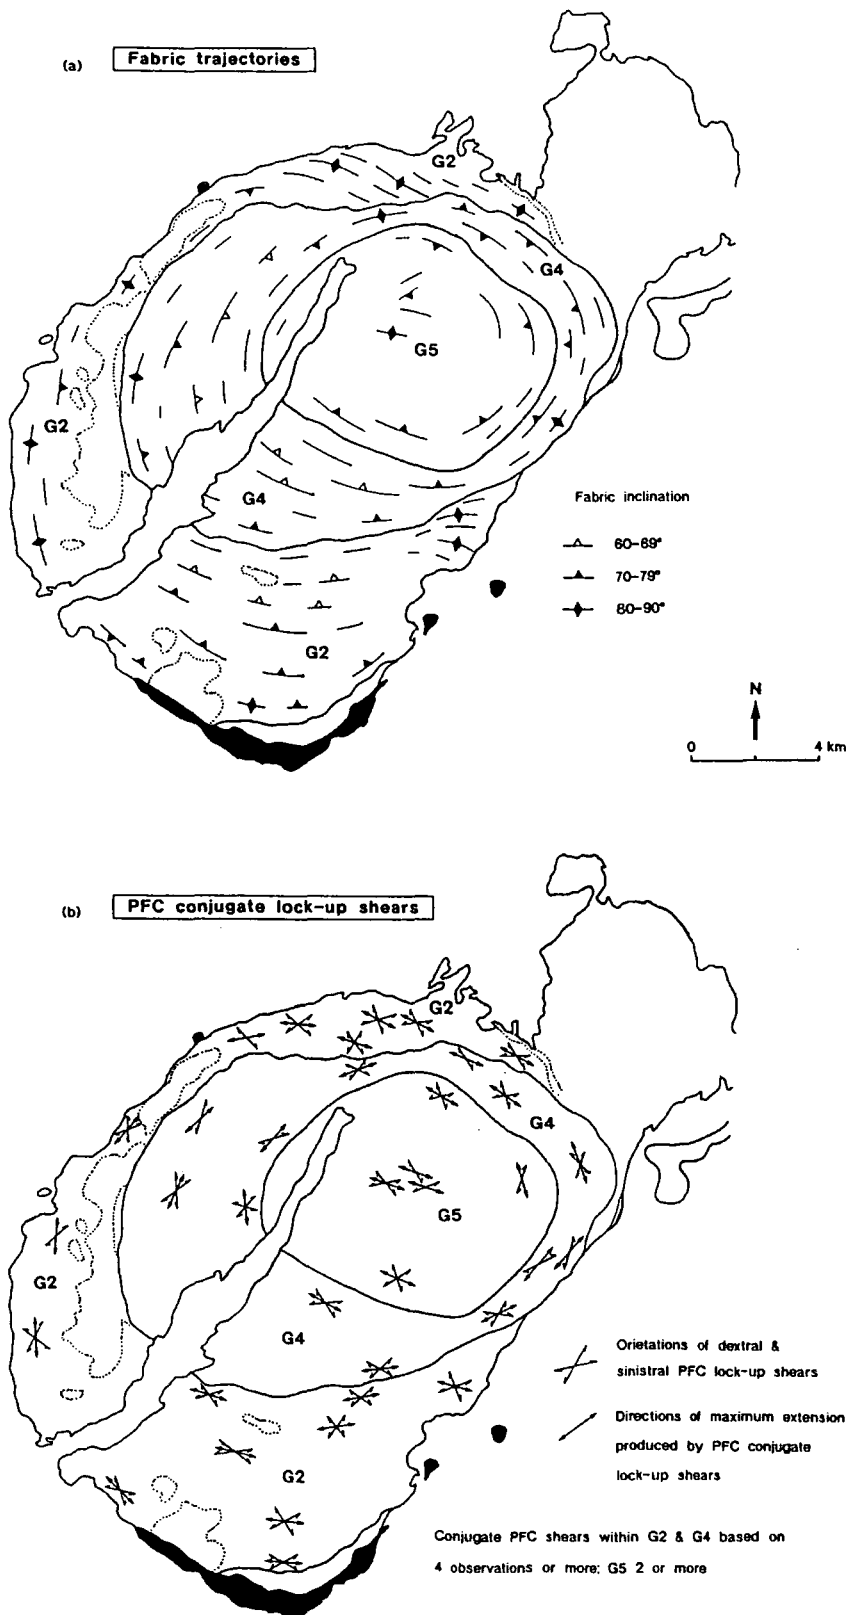 (a) Fabric trajectories
G2
G4
G5
G2
G4
Fabric inclination
60–69°
70–79°
80–90°
G2
N
0 4 km
(b) PFC conjugate lock-up shears
G2
G4
G5
G2
G4
Orietations of dextral &
sinistral PFC lock-up shears
Directions of maximum extension
produced by PFC conjugate
lock-up shears
G2
Conjugate PFC shears within G2 & G4 based on
4 observations or more; G5 2 or more